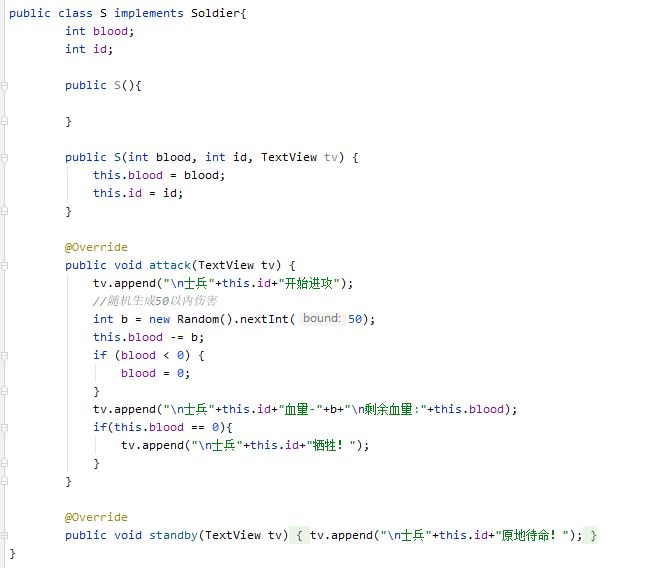 public class S implements Soldier{
int blood;
int id;
public S(){
}
public S(int blood, int id, TextView tv) {
this.blood = blood;
this.id = id;
}
@Override
public void attack(TextView tv) {
tv.append("\n士兵"+this.id+"开始进攻");
//随机生成50以内伤害
int b = new Random().nextInt( bound: 50);
this.blood -= b;
if (blood < 0) {
blood = 0;
}
tv.append("\n士兵"+this.id+"血量-"+b+"\n剩余血量:"+this.blood);
if(this.blood == 0){
tv.append("\n士兵"+this.id+"牺牲！");
}
}
@Override
public void standby(TextView tv) { tv.append("\n士兵"+this.id+"原地待命！"); }
}